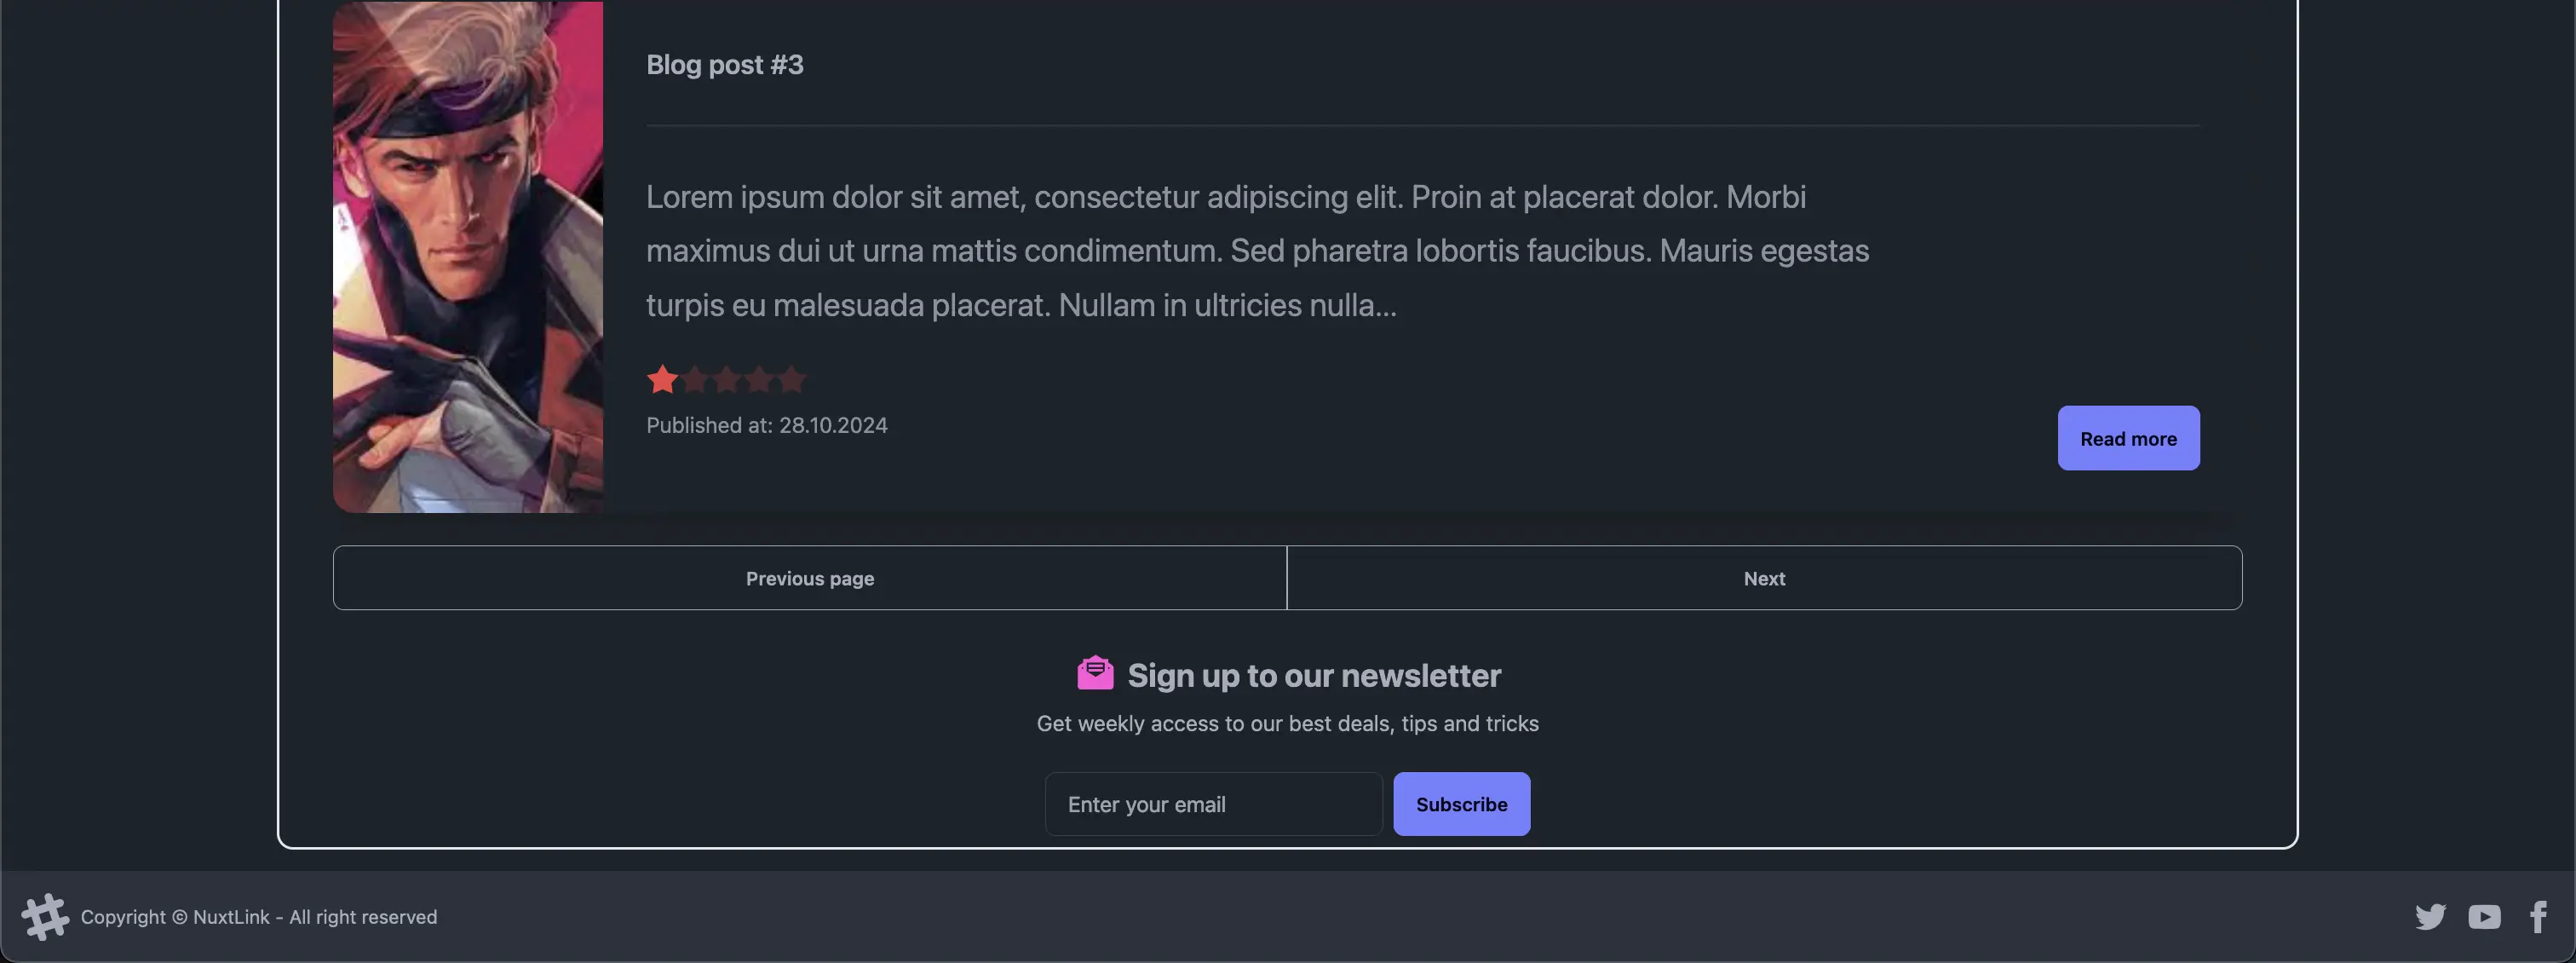 Blog post #3
Lorem ipsum dolor sit amet, consectetur adipiscing elit. Proin at placerat dolor. Morbi
maximus dui ut urna mattis condimentum. Sed pharetra lobortis faucibus. Mauris egestas
turpis eu malesuada placerat. Nullam in ultricies nulla...
Published at: 28.10.2024
Read more
Previous page
Next
Sign up to our newsletter
Get weekly access to our best deals, tips and tricks
Enter your email
Subscribe
Copyright © NuxtLink - All right reserved